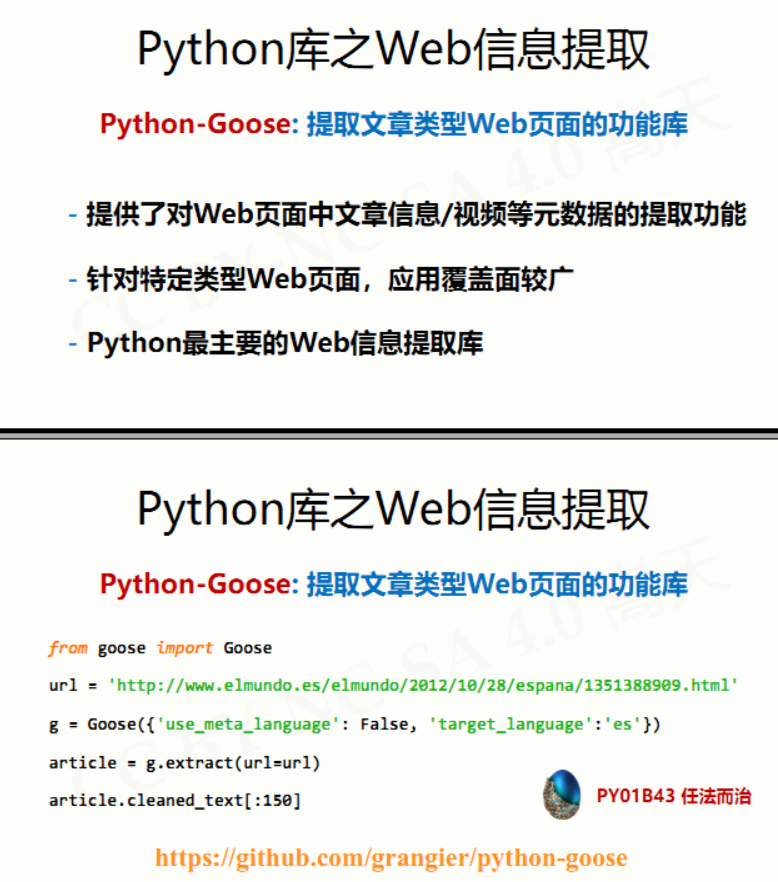 Python库之Web信息提取
Python-Goose: 提取文章类型Web页面的功能库
- 提供了对Web页面中文章信息/视频等元数据的提取功能
- 针对特定类型Web页面，应用覆盖面较广
- Python最主要的Web信息提取库
CC BY-NC-SA 4.0 嵩天
Python库之Web信息提取
Python-Goose: 提取文章类型Web页面的功能库
from goose import Goose
url = 'http://www.elmundo.es/elmundo/2012/10/28/espana/1351388909.html'
g = Goose({'use_meta_language': False, 'target_language':'es'})
article = g.extract(url=url)
article.cleaned_text[:150]
PY01B43 任法而治
https://github.com/grangier/python-goose
CC BY-NC-SA 4.0 嵩天